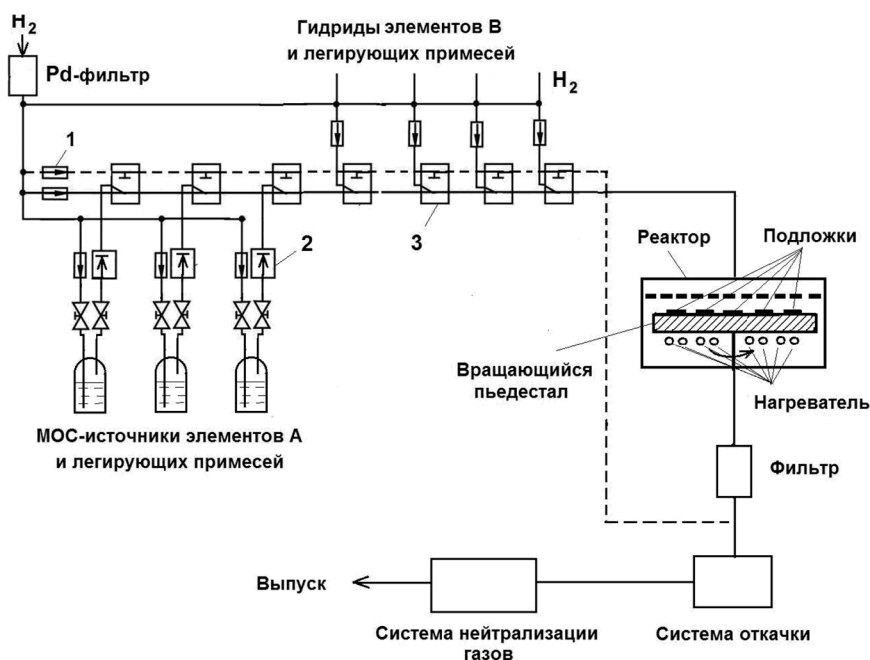 H2
Pd-фильтр
Гидриды элементов В
и легирующих примесей
H2
1
2
3
Реактор
Подложки
Вращающийся
пьедестал
Нагреватель
МОС-источники элементов А
и легирующих примесей
Фильтр
Выпуск
Система нейтрализации
газов
Система откачки